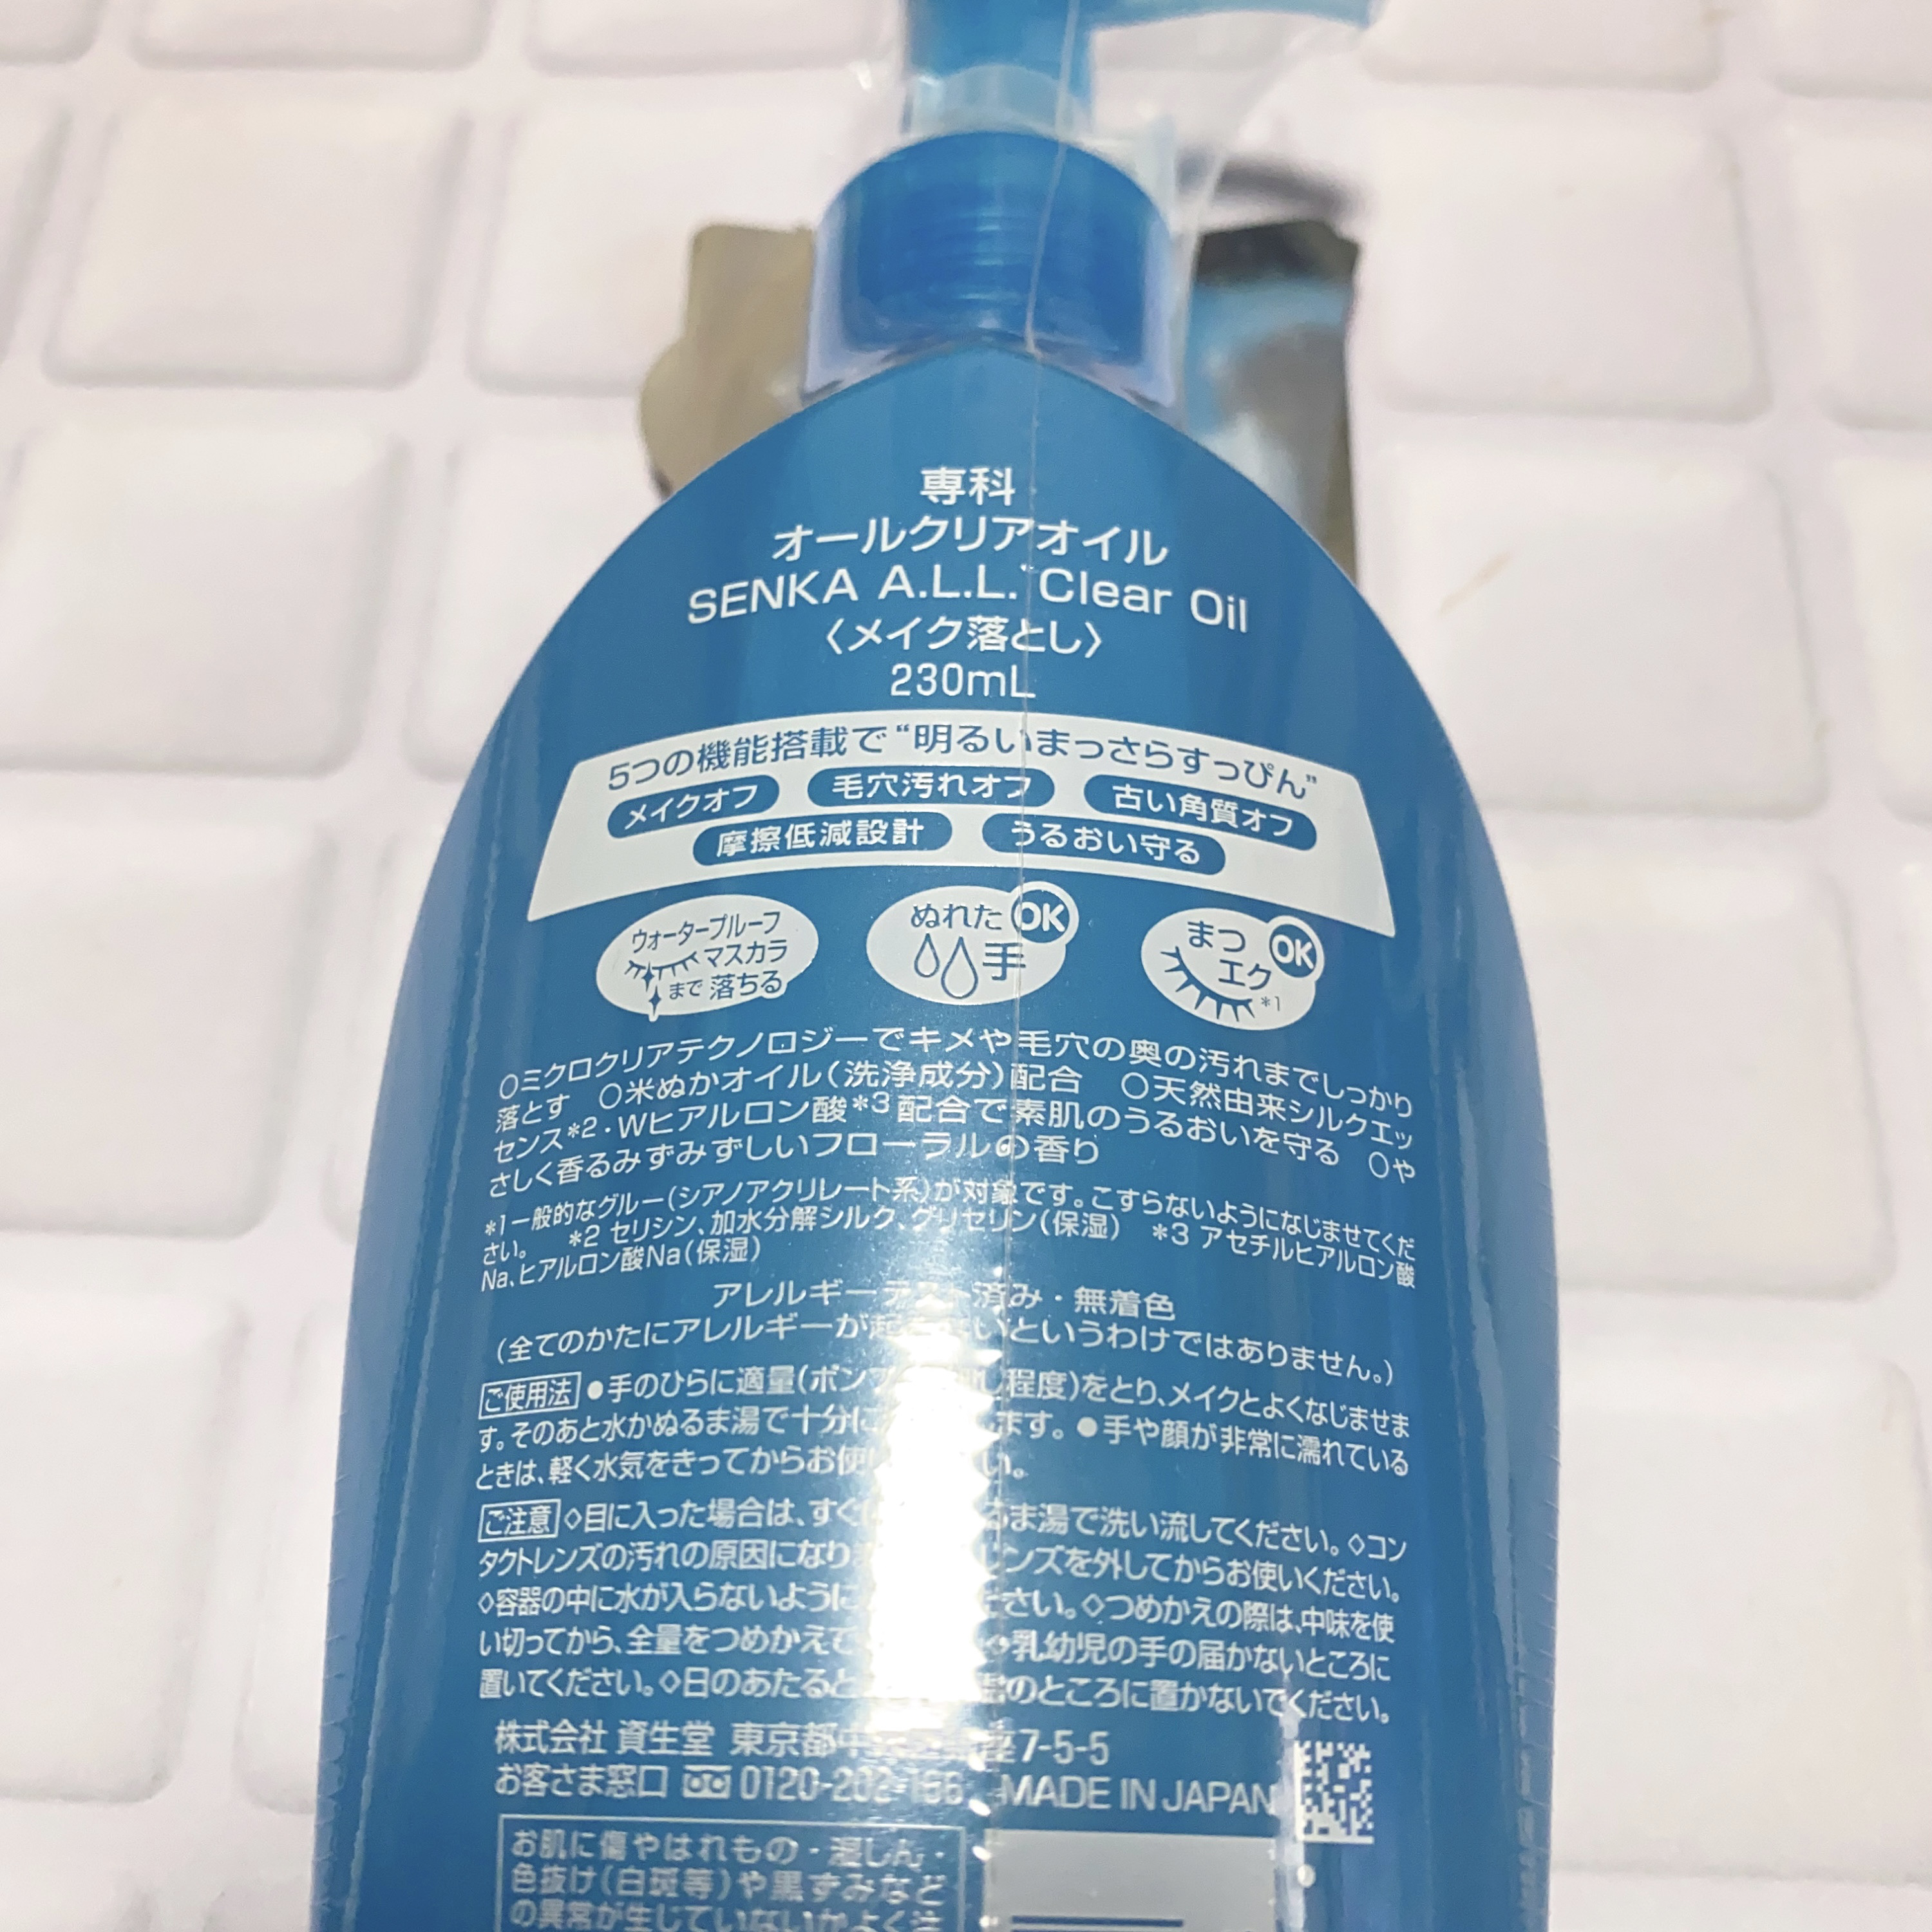 専科
オールクリアオイル
SENKA A.L.L. Clear Oil
〈メイク落とし〉
230mL
5つの機能搭載で“明るいまっさらすっぴん”
メイクオフ 毛穴汚れオフ 古い角質オフ
摩擦低減設計 うるおい守る
ウォータープルーフ
マスカラ
まで 落ちる
ぬれた OK
手
まつ OK
エク
*1
○ミクロクリアテクノロジーでキメや毛穴の奥の汚れまでしっかり
落とす ○米ぬかオイル(洗浄成分)配合 ○天然由来シルクエッ
センス*2・Wヒアルロン酸*3配合で素肌のうるおいを守る ○や
さしく香るみずみずしいフローラルの香り
*1一般的なグルー(シアノアクリレート系)が対象です。こすらないようになじませてくだ
さい。 *2 セリシン、加水分解シルク、グリセリン(保湿) *3 アセチルヒアルロン酸
Na、ヒアルロン酸Na(保湿)
アレルギーテスト済み・無着色
(全てのかたにアレルギーが起きないというわけではありません。)
ご使用法 ●手のひらに適量(ポンプ 程度)をとり、メイクとよくなじませま
す。そのあと水かぬるま湯で十分に ます。●手や顔が非常に濡れている
ときは、軽く水気をきってからお使い い。
ご注意 ◇目に入った場合は、すぐに ま湯で洗い流してください。◇コン
タクトレンズの汚れの原因になり レンズを外してからお使いください。
◇容器の中に水が入らないように ださい。◇つめかえの際は、中味を使
い切ってから、全量をつめかえて ◇乳幼児の手の届かないところに
置いてください。◇日のあたると のところに置かないでください。
株式会社 資生堂 東京都中 座7-5-5
お客さま窓口 MADE IN JAPAN
お肌に傷やはれもの・湿しん・
色抜け(白斑等)や黒ずみなど
の異常が生じていないかよく注